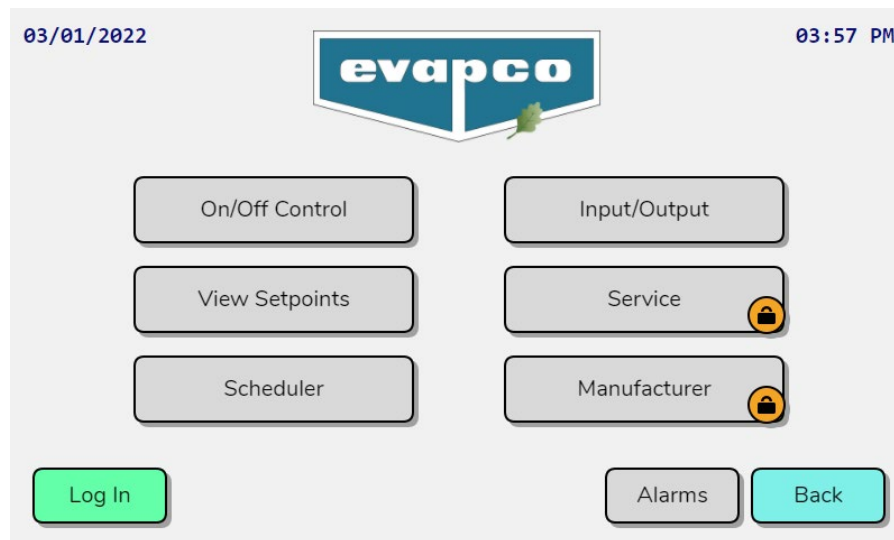 03/01/2022 03:57 PM
evapco
On/Off Control Input/Output
View Setpoints Service
Scheduler Manufacturer
Log In Alarms Back